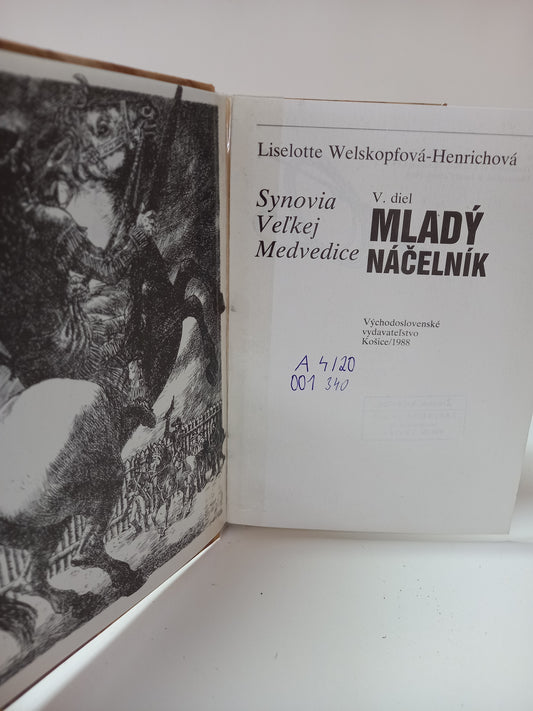 Liselotte Welskopfová-Henrichová
Synovia
Veľkej
Medvedice
V. diel
MLADÝ
NÁČELNÍK
Východoslovenské
vydavateľstvo
Košice/1988
A 4/20
001 340